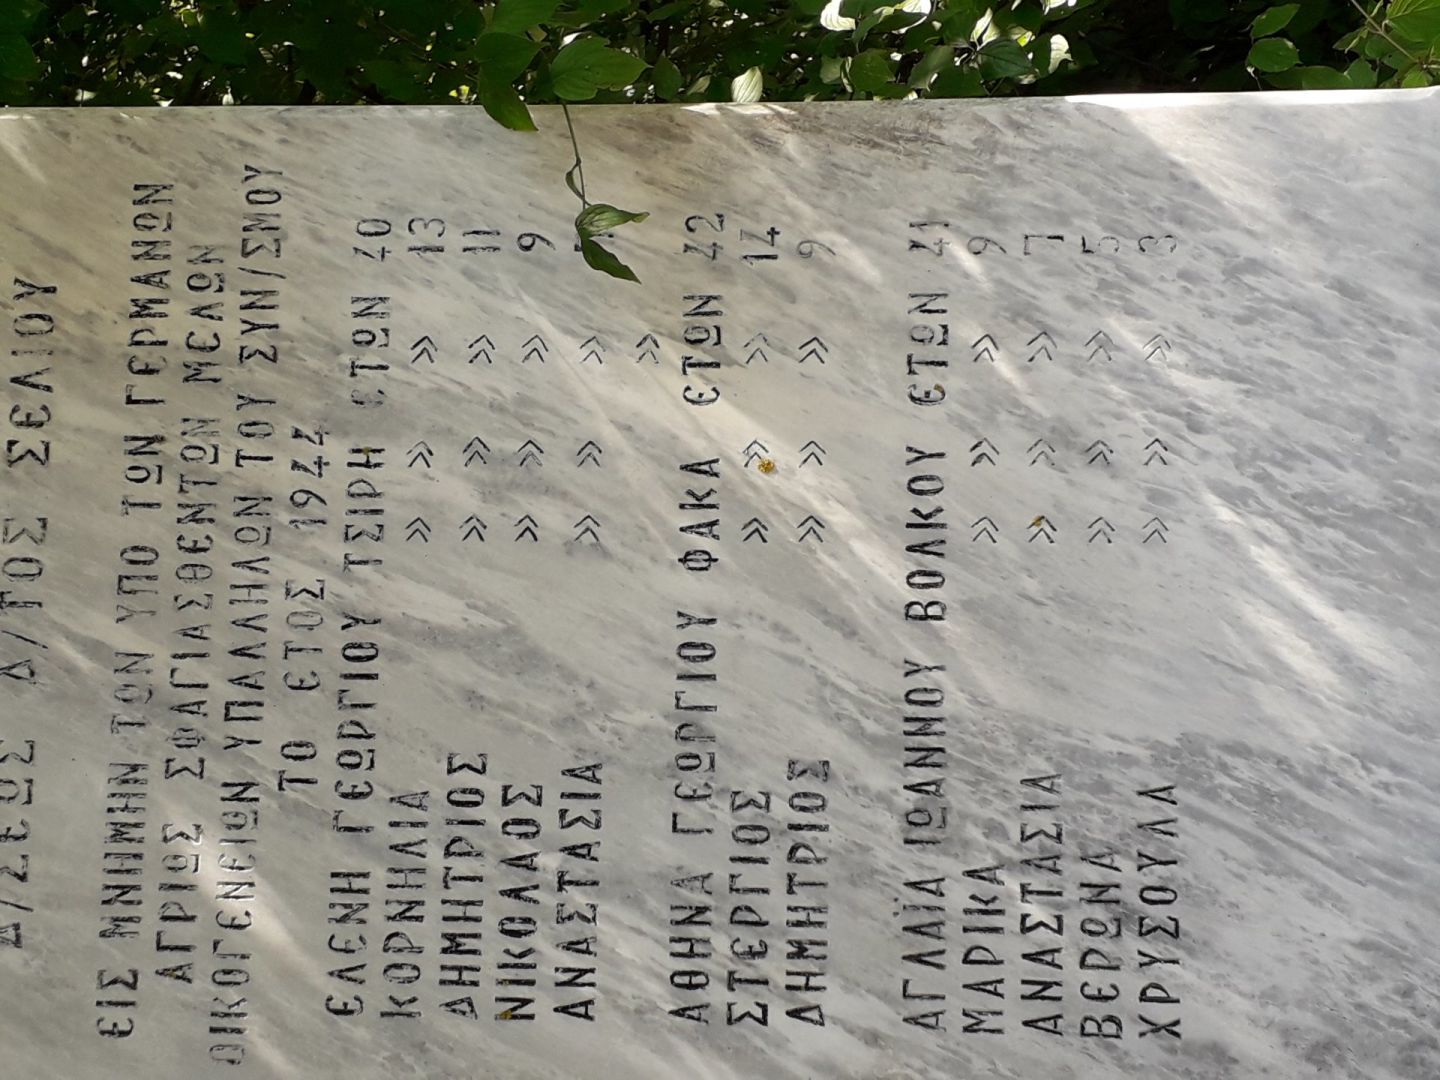 Δ/ΣΕΩΣ Δ/ΤΟΣ ΣΕΛΙΟΥ
ΕΙΣ ΜΝΗΜΗΝ ΤΩΝ ΥΠΟ ΤΩΝ ΓΕΡΜΑΝΩΝ
ΑΓΡΙΩΣ ΣΦΑΓΙΑΣΘΕΝΤΩΝ ΜΕΛΩΝ
ΟΙΚΟΓΕΝΕΙΩΝ ΥΠΑΛΛΗΛΩΝ ΤΟΥ ΣΥΝ/ΣΜΟΥ
ΤΟ ΕΤΟΣ 1944
ΕΛΕΝΗ ΓΕΩΡΓΙΟΥ ΤΣΙΡΗ ΕΤΩΝ 40
ΚΟΡΝΗΛΙΑ » » » 13
ΔΗΜΗΤΡΙΟΣ » » » 11
ΝΙΚΟΛΑΟΣ » » » 9
ΑΝΑΣΤΑΣΙΑ » » »
»
ΑΘΗΝΑ ΓΕΩΡΓΙΟΥ ΦΑΚΑ ΕΤΩΝ 42
ΣΤΕΡΓΙΟΣ » » » 14
ΔΗΜΗΤΡΙΟΣ » » » 9
ΑΓΛΑΪΑ ΙΩΑΝΝΟΥ ΒΟΛΚΟΥ ΕΤΩΝ 41
ΜΑΡΙΚΑ » » » 9
ΑΝΑΣΤΑΣΙΑ » » » 7
ΒΕΡΩΝΑ » » » 5
ΧΡΥΣΟΥΛΑ » » » 3